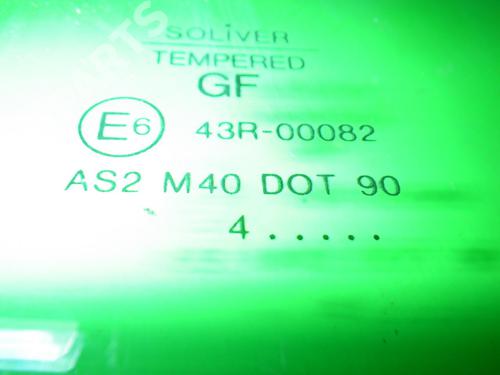 SOLIVER
TEMPERED
GF
E6 43R-00082
AS2 M40 DOT 90
4 . . . . .